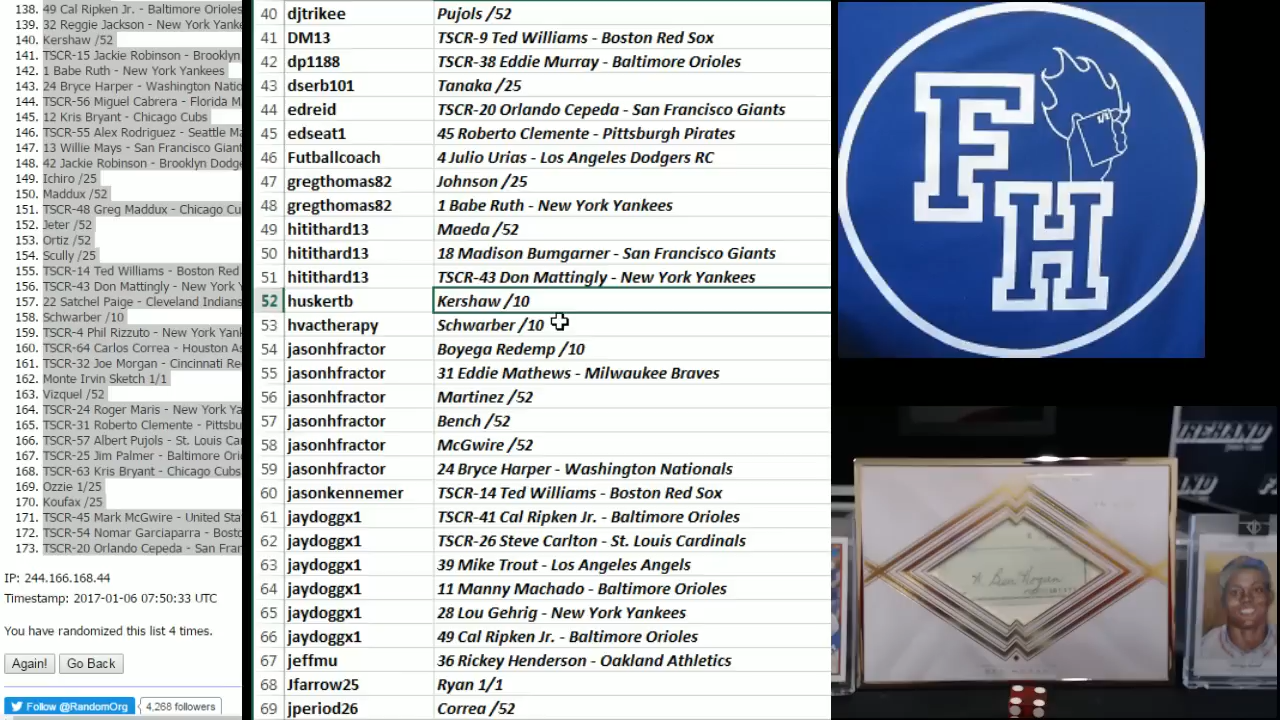 138. 49 Cal Ripken Jr. - Baltimore Orioles
139. 32 Reggie Jackson - New York Yanke
140. Kershaw /52
141. TSCR-15 Jackie Robinson - Brooklyn
142. 1 Babe Ruth - New York Yankees
143. 24 Bryce Harper - Washington Natio
144. TSCR-56 Miguel Cabrera - Florida M
145. 12 Kris Bryant - Chicago Cubs
146. TSCR-55 Alex Rodriguez - Seattle Ma
147. 13 Willie Mays - San Francisco Giant
148. 42 Jackie Robinson - Brooklyn Dodge
149. Ichiro /25
150. Maddux /52
151. TSCR-48 Greg Maddux - Chicago Cu
152. Jeter /52
153. Ortiz /52
154. Scully /25
155. TSCR-14 Ted Williams - Boston Red
156. TSCR-43 Don Mattingly - New York Y
157. 22 Satchel Paige - Cleveland Indians
158. Schwarber /10
159. TSCR-4 Phil Rizzuto - New York Yank
160. TSCR-64 Carlos Correa - Houston As
161. TSCR-32 Joe Morgan - Cincinnati Re
162. Monte Irvin Sketch 1/1
163. Vizquel /52
164. TSCR-24 Roger Maris - New York Ya
165. TSCR-31 Roberto Clemente - Pittsbu
166. TSCR-57 Albert Pujols - St. Louis Car
167. TSCR-25 Jim Palmer - Baltimore Orio
168. TSCR-63 Kris Bryant - Chicago Cubs
169. Ozzie 1/25
170. Koufax /25
171. TSCR-45 Mark McGwire - United Sta
172. TSCR-54 Nomar Garciaparra - Bosto
173. TSCR-20 Orlando Cepeda - San Fran
IP: 244.166.168.44
Timestamp: 2017-01-06 07:50:33 UTC
You have randomized this list 4 times.
Again! Go Back
Follow @RandomOrg 4,268 followers
40 djtrikee Pujols /52
41 DM13 TSCR-9 Ted Williams - Boston Red Sox
42 dp1188 TSCR-38 Eddie Murray - Baltimore Orioles
43 dserb101 Tanaka /25
44 edreid TSCR-20 Orlando Cepeda - San Francisco Giants
45 edseat1 45 Roberto Clemente - Pittsburgh Pirates
46 Futballcoach 4 Julio Urias - Los Angeles Dodgers RC
47 gregthomas82 Johnson /25
48 gregthomas82 1 Babe Ruth - New York Yankees
49 hitithard13 Maeda /52
50 hitithard13 18 Madison Bumgarner - San Francisco Giants
51 hitithard13 TSCR-43 Don Mattingly - New York Yankees
52 huskertb Kershaw /10
53 hvactherapy Schwarber /10
54 jasonhfractor Boyega Redemp /10
55 jasonhfractor 31 Eddie Mathews - Milwaukee Braves
56 jasonhfractor Martinez /52
57 jasonhfractor Bench /52
58 jasonhfractor McGwire /52
59 jasonhfractor 24 Bryce Harper - Washington Nationals
60 jasonkennemer TSCR-14 Ted Williams - Boston Red Sox
61 jaydoggx1 TSCR-41 Cal Ripken Jr. - Baltimore Orioles
62 jaydoggx1 TSCR-26 Steve Carlton - St. Louis Cardinals
63 jaydoggx1 39 Mike Trout - Los Angeles Angels
64 jaydoggx1 11 Manny Machado - Baltimore Orioles
65 jaydoggx1 28 Lou Gehrig - New York Yankees
66 jaydoggx1 49 Cal Ripken Jr. - Baltimore Orioles
67 jeffmu 36 Rickey Henderson - Oakland Athletics
68 Jfarrow25 Ryan 1/1
69 jperiod26 Correa /52
FH
1/1
IREHAND
AND
Ben Hogan